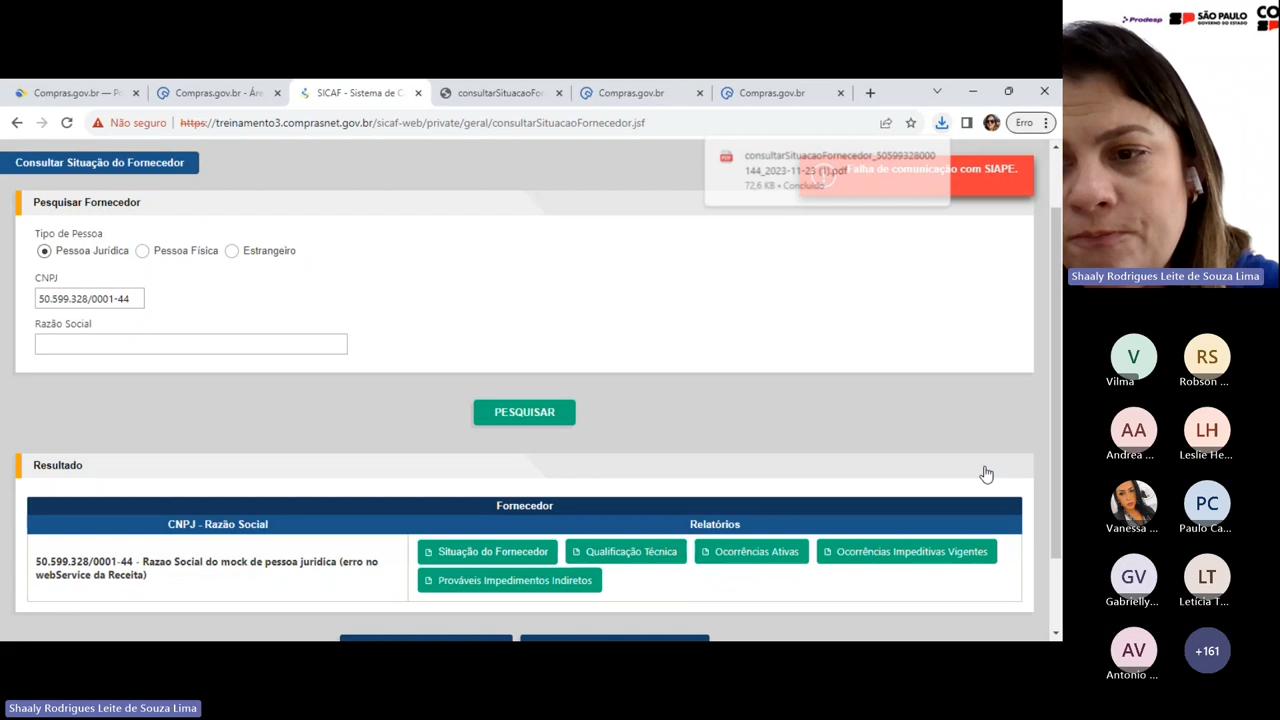 Prodesp
SÃO PAULO
GOVERNO DO ESTADO
CO
SP
Compras.gov.br — P
Compras.gov.br - Áre
SICAF - Sistema de C
consultarSituacaoForne
Compras.gov.br
Compras.gov.br
Não seguro
https://treinamento3.comprasnet.gov.br/sicaf-web/private/geral/consultarSituacaoFornecedor.jsf
Erro
Consultar Situação do Fornecedor
consultarSituacaoFornecedor_50599328000
144_2023-11-23 (1).pdf
72,6 KB • Concluído
Falha de comunicação com SIAPE.
Pesquisar Fornecedor
Tipo de Pessoa
Pessoa Jurídica
Pessoa Física
Estrangeiro
CNPJ
50.599.328/0001-44
Razão Social
PESQUISAR
Resultado
Fornecedor
CNPJ - Razão Social
Relatórios
50.599.328/0001-44 - Razao Social do mock de pessoa juridica (erro no
webService da Receita)
Situação do Fornecedor
Qualificação Técnica
Ocorrências Ativas
Ocorrências Impeditivas Vigentes
Prováveis Impedimentos Indiretos
Shaaly Rodrigues Leite de Souza Lima
V
Vilma
RS
Robson ...
AA
Andrea ...
LH
Leslie He...
Vanessa ...
PC
Paulo Ca...
GV
Gabrielly...
LT
Letícia T...
AV
Antonio ...
+161
Shaaly Rodrigues Leite de Souza Lima